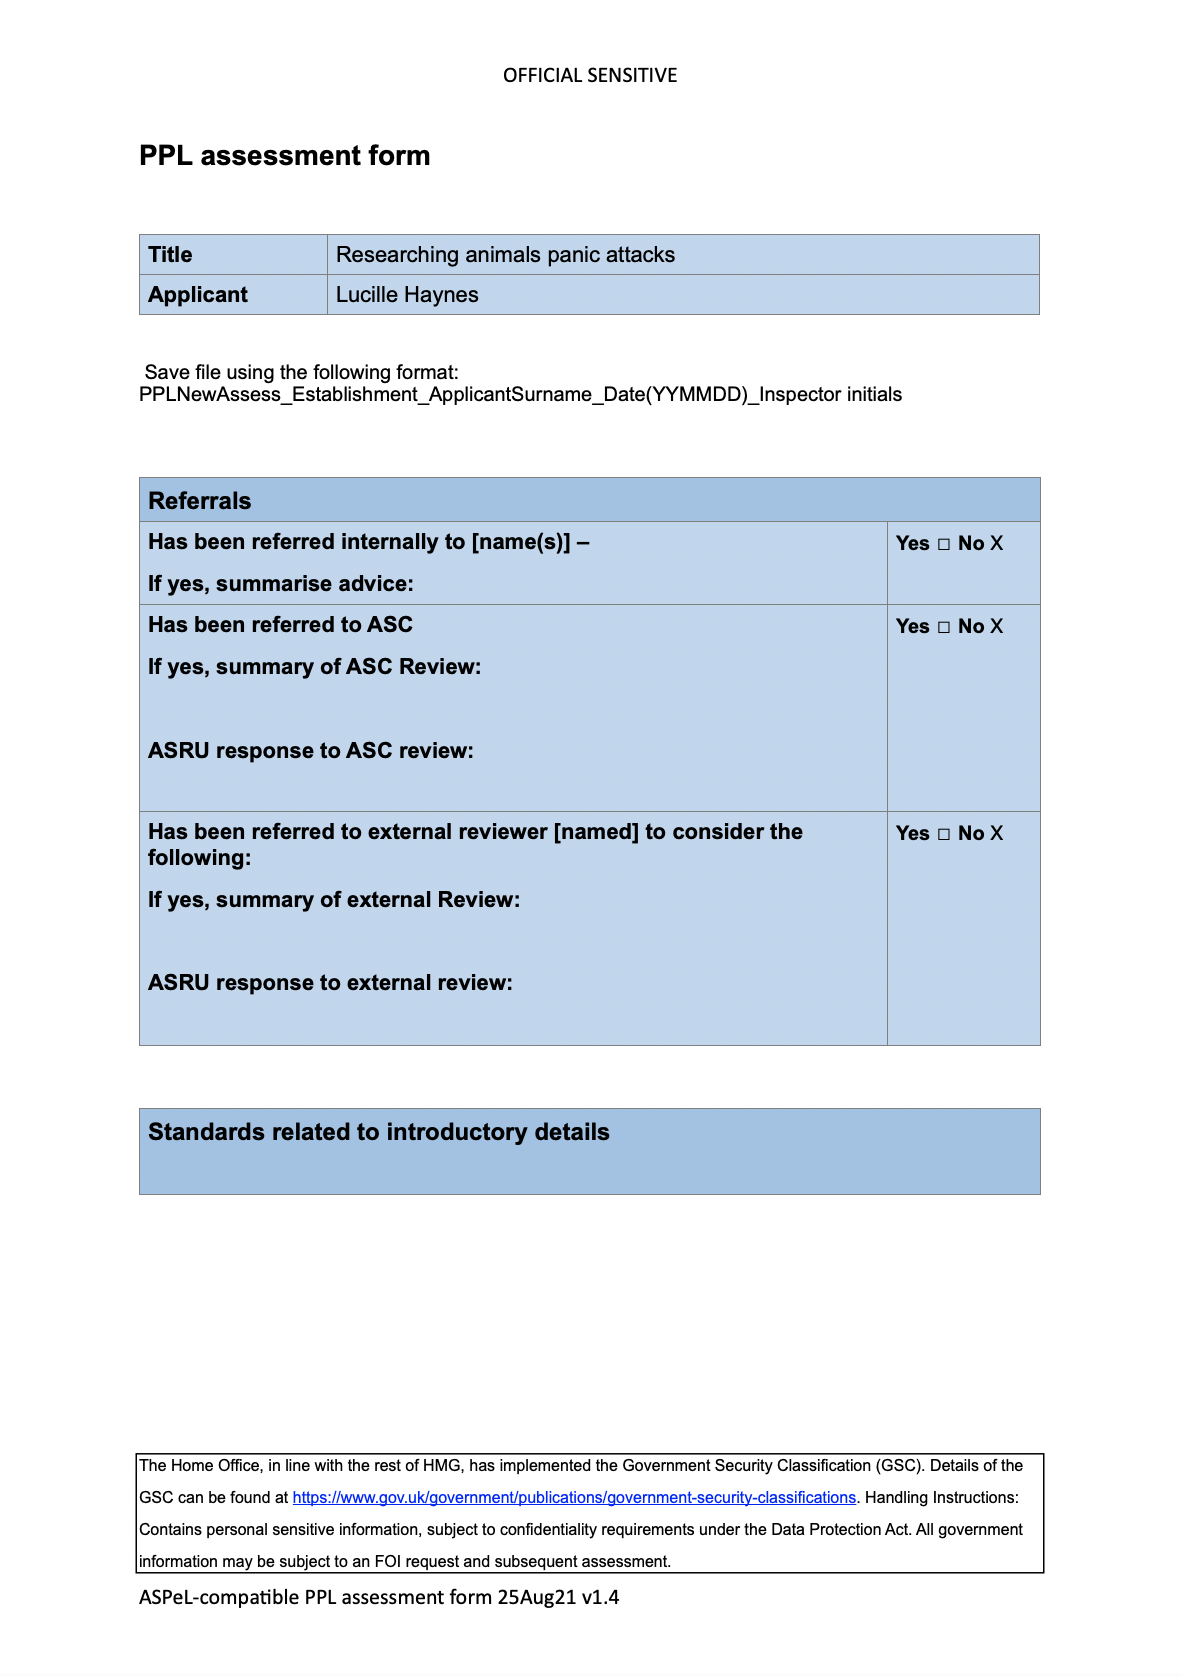 OFFICIAL SENSITIVE
PPL assessment form
Title Researching animals panic attacks
Applicant Lucille Haynes
Save file using the following format:
PPLNewAssess_Establishment_ApplicantSurname_Date(YYMMDD)_Inspector initials
Referrals
Has been referred internally to [name(s)] – Yes □ No X
If yes, summarise advice:
Has been referred to ASC Yes □ No X
If yes, summary of ASC Review:
ASRU response to ASC review:
Has been referred to external reviewer [named] to consider the Yes □ No X
following:
If yes, summary of external Review:
ASRU response to external review:
Standards related to introductory details
The Home Office, in line with the rest of HMG, has implemented the Government Security Classification (GSC). Details of the
GSC can be found at https://www.gov.uk/government/publications/government-security-classifications. Handling Instructions:
Contains personal sensitive information, subject to confidentiality requirements under the Data Protection Act. All government
information may be subject to an FOI request and subsequent assessment.
ASPeL-compatible PPL assessment form 25Aug21 v1.4